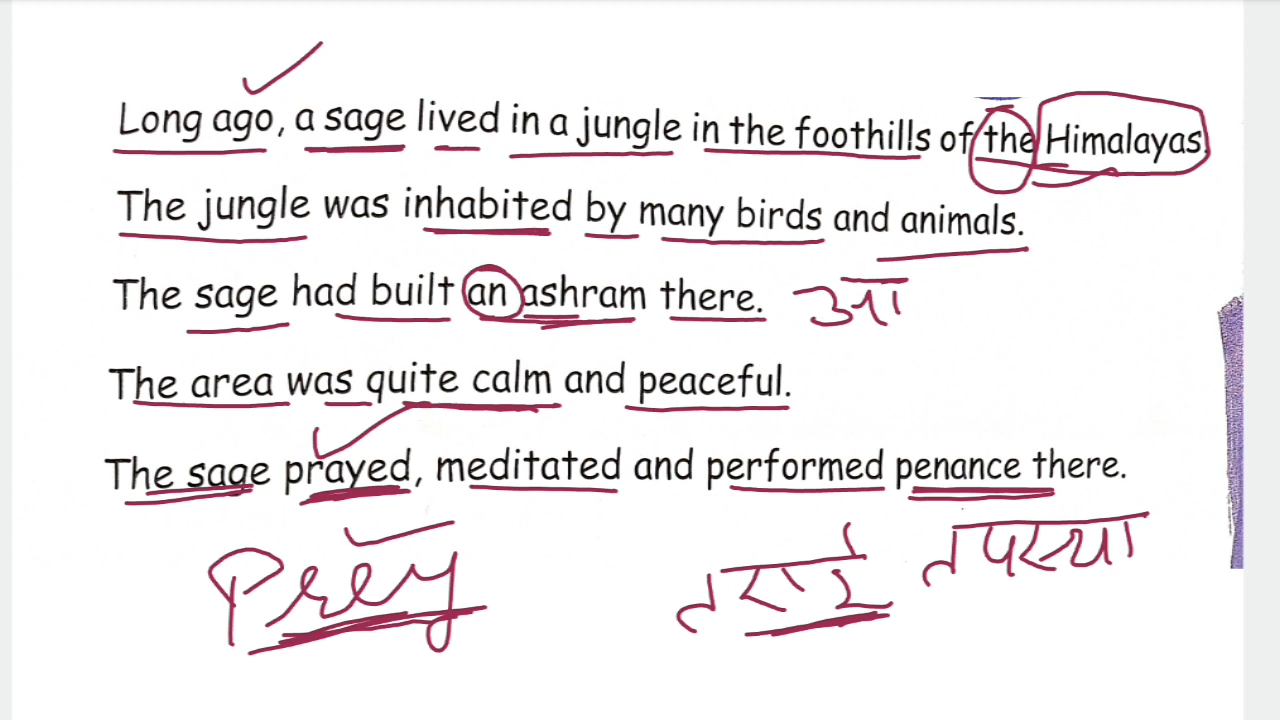 Long ago, a sage lived in a jungle in the foothills of the Himalayas.
The jungle was inhabited by many birds and animals.
The sage had built an ashram there. आ
The area was quite calm and peaceful.
The sage prayed, meditated and performed penance there.
Prey तराई तपस्या